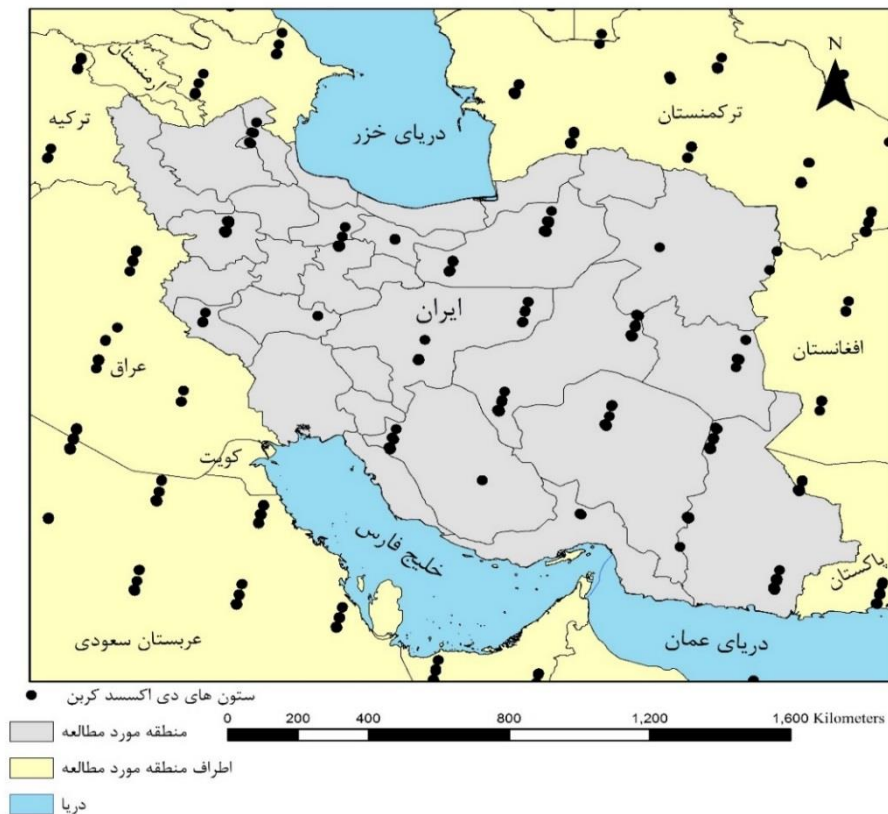 N
ارمنستان
ترکیه
دریای خزر
ترکمنستان
ایران
عراق
افغانستان
کویت
خلیج فارس
پاکستان
عربستان سعودی
دریای عمان
ستون های دی اکسسد کربن
منطقه مورد مطالعه
0 200 400 800 1,200 1,600 Kilometers
اطراف منطقه مورد مطالعه
دریا